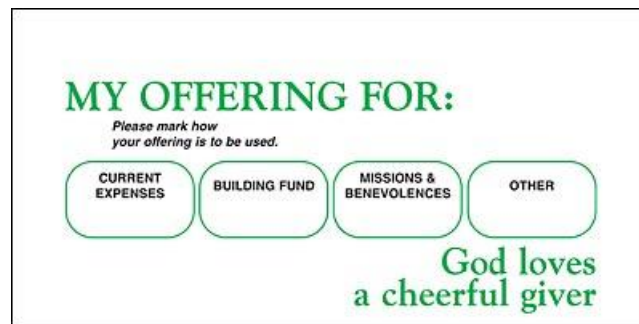 MY OFFERING FOR:
Please mark how
your offering is to be used.
CURRENT
EXPENSES
BUILDING FUND
MISSIONS &
BENEVOLENCES
OTHER
God loves
a cheerful giver